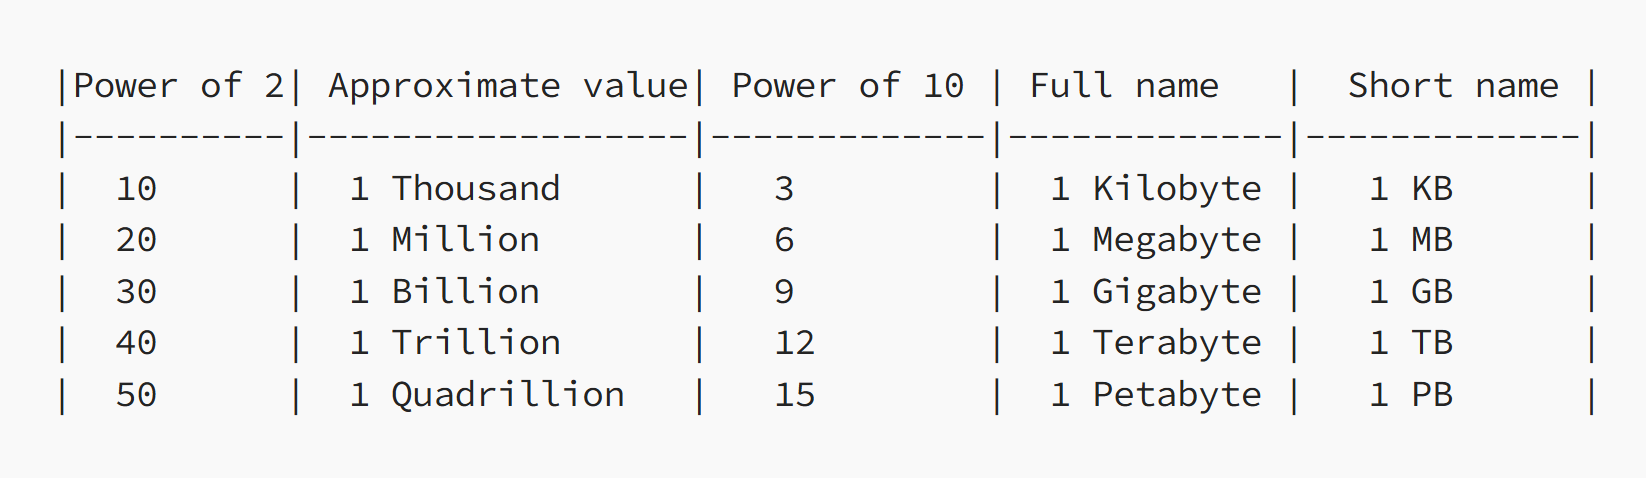 |Power of 2| Approximate value| Power of 10 | Full name   |  Short name |
|----------|------------------|-------------|-------------|-------------|
|  10      |  1 Thousand      |   3         |  1 Kilobyte |   1 KB      |
|  20      |  1 Million       |   6         |  1 Megabyte |   1 MB      |
|  30      |  1 Billion       |   9         |  1 Gigabyte |   1 GB      |
|  40      |  1 Trillion      |   12        |  1 Terabyte |   1 TB      |
|  50      |  1 Quadrillion   |   15        |  1 Petabyte |   1 PB      |